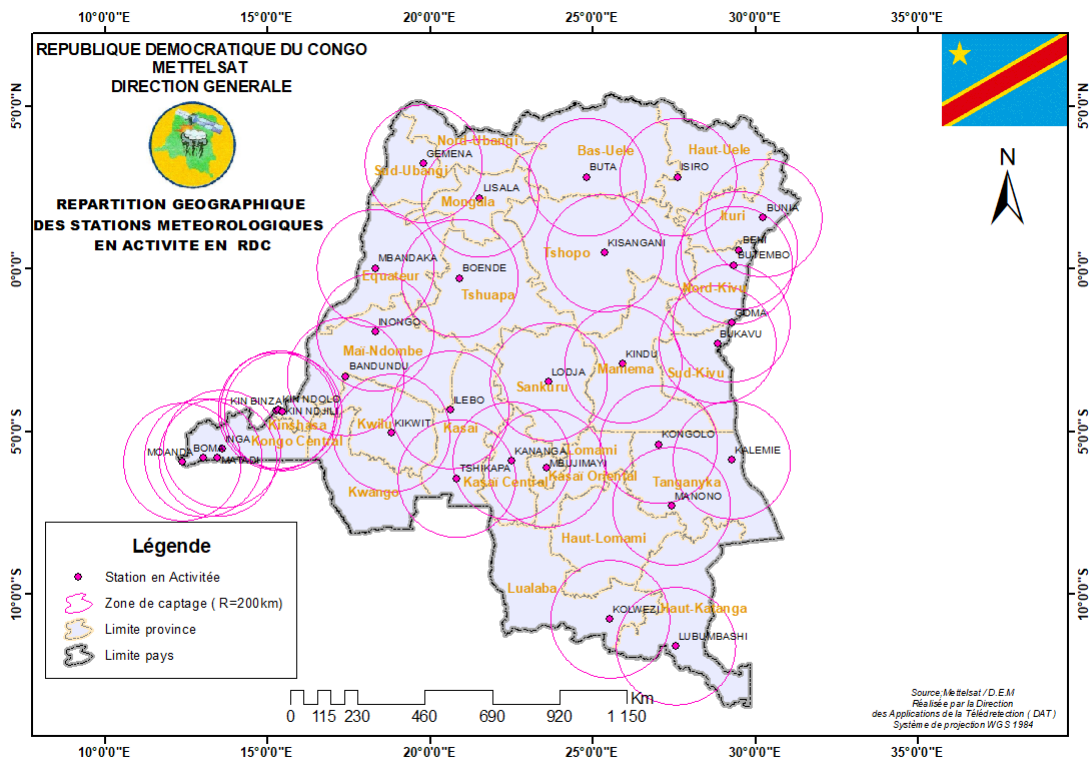 10°0'0"E 15°0'0"E 20°0'0"E 25°0'0"E 30°0'0"E 35°0'0"E
REPUBLIQUE DEMOCRATIQUE DU CONGO
METTELSAT
DIRECTION GENERALE
REPARTITION GEOGRAPHIQUE
DES STATIONS METEOROLOGIQUES
EN ACTIVITE EN RDC
N
5°0'0"N
0°0'0"
5°0'0"S
10°0'0"S
5°0'0"N
0°0'0"
5°0'0"S
10°0'0"S
Nord-Ubangi
GEMENA
Sud-Ubangi
LISALA
Mongala
Bas-Uele
BUTA
Haut-Uele
ISIRO
BUNIA
Ituri
BENI
BUTEMBO
MBANDAKA
Equateur
BOENDE
Tshuapa
Tshopo
KISANGANI
Nord-Kivu
GOMA
BUKAVU
Sud-Kivu
INONGO
Maï-Ndombe
BANDUNDU
LODJA
Sankuru
KINDU
Maniema
KIN BINZA
KIN NDOLO
KIN NDJILI
Kinshasa
Kongo Central
INGA
MOANDA
BOMA
MATADI
ILEBO
Kasaï
Kwilu
KIKWIT
Kwango
TSHIKAPA
KANANGA
Kasaï Central
MBUJIMAYI
Kasaï Oriental
Lomami
KONGOLO
KALEMIE
Tanganyka
MANONO
Haut-Lomami
Lualaba
KOLWEZI
Haut-Katanga
LUBUMBASHI
Légende
Station en Activitée
Zone de captage ( R=200km)
Limite province
Limite pays
Km
0 115 230 460 690 920 1 150
Source:Mettelsat / D.E.M
Réalisée par la Direction
des Applications de la Télédetection ( DAT )
Système de projection WGS 1984
10°0'0"E 15°0'0"E 20°0'0"E 25°0'0"E 30°0'0"E 35°0'0"E